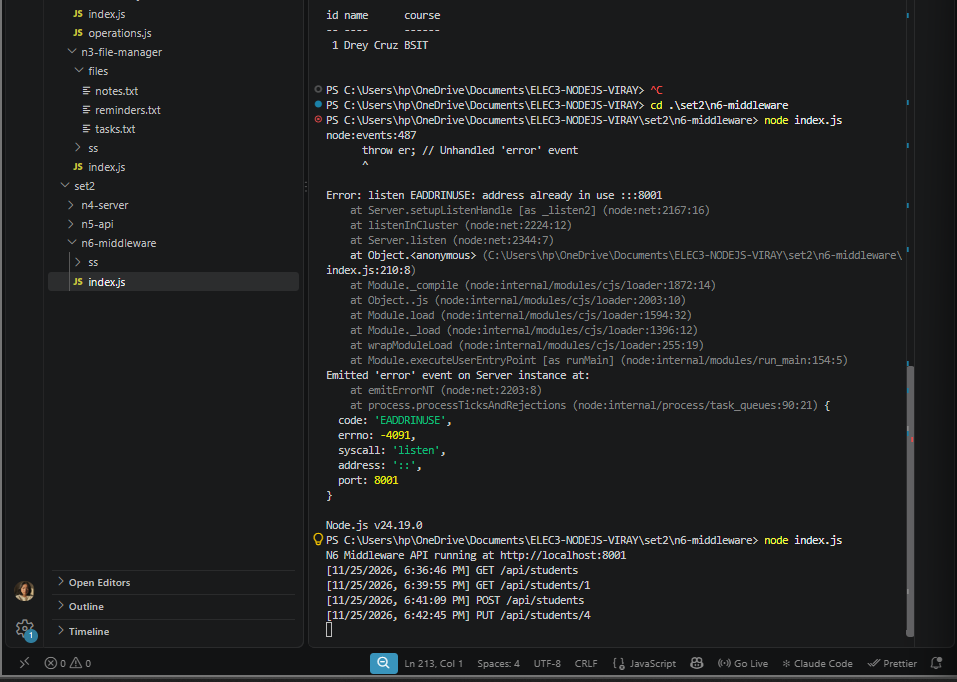 JS index.js
JS operations.js
n3-file-manager
files
notes.txt
reminders.txt
tasks.txt
ss
JS index.js
set2
n4-server
n5-api
n6-middleware
ss
JS index.js
Open Editors
Outline
Timeline
1
id name      course
-- ----      ------
 1 Drey Cruz BSIT
PS C:\Users\hp\OneDrive\Documents\ELEC3-NODEJS-VIRAY> ^C
PS C:\Users\hp\OneDrive\Documents\ELEC3-NODEJS-VIRAY> cd .\set2\n6-middleware
PS C:\Users\hp\OneDrive\Documents\ELEC3-NODEJS-VIRAY\set2\n6-middleware> node index.js
node:events:487
      throw er; // Unhandled 'error' event
      ^
Error: listen EADDRINUSE: address already in use :::8001
    at Server.setupListenHandle [as _listen2] (node:net:2167:16)
    at listenInCluster (node:net:2224:12)
    at Server.listen (node:net:2344:7)
    at Object.<anonymous> (C:\Users\hp\OneDrive\Documents\ELEC3-NODEJS-VIRAY\set2\n6-middleware\
index.js:210:8)
    at Module._compile (node:internal/modules/cjs/loader:1872:14)
    at Object..js (node:internal/modules/cjs/loader:2003:10)
    at Module.load (node:internal/modules/cjs/loader:1594:32)
    at Module._load (node:internal/modules/cjs/loader:1396:12)
    at wrapModuleLoad (node:internal/modules/cjs/loader:255:19)
    at Module.executeUserEntryPoint [as runMain] (node:internal/modules/run_main:154:5)
Emitted 'error' event on Server instance at:
    at emitErrorNT (node:net:2203:8)
    at process.processTicksAndRejections (node:internal/process/task_queues:90:21) {
  code: 'EADDRINUSE',
  errno: -4091,
  syscall: 'listen',
  address: '::',
  port: 8001
}
Node.js v24.19.0
PS C:\Users\hp\OneDrive\Documents\ELEC3-NODEJS-VIRAY\set2\n6-middleware> node index.js
N6 Middleware API running at http://localhost:8001
[11/25/2026, 6:36:46 PM] GET /api/students
[11/25/2026, 6:39:55 PM] GET /api/students/1
[11/25/2026, 6:41:09 PM] POST /api/students
[11/25/2026, 6:42:45 PM] PUT /api/students/4
0 0 Ln 213, Col 1 Spaces: 4 UTF-8 CRLF {} JavaScript Go Live Claude Code Prettier